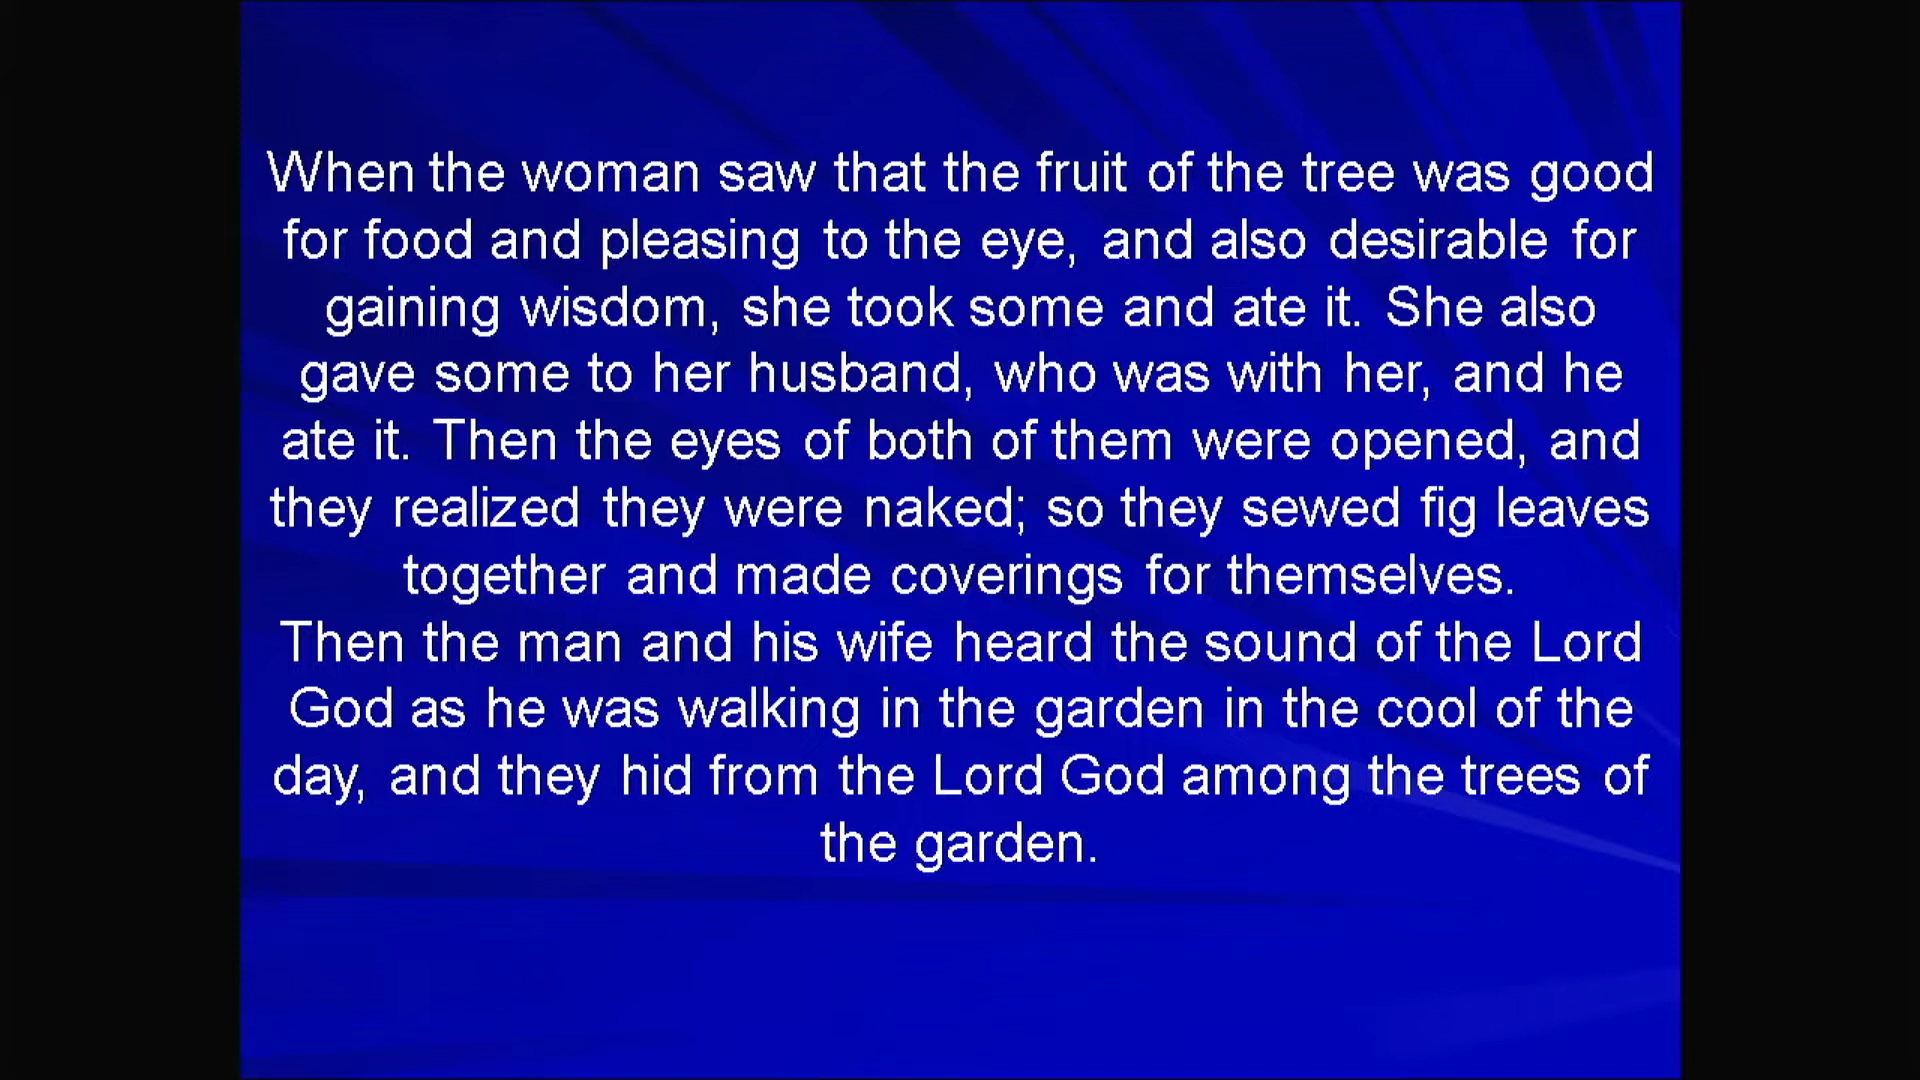 When the woman saw that the fruit of the tree was good
for food and pleasing to the eye, and also desirable for
gaining wisdom, she took some and ate it. She also
gave some to her husband, who was with her, and he
ate it. Then the eyes of both of them were opened, and
they realized they were naked; so they sewed fig leaves
together and made coverings for themselves.
Then the man and his wife heard the sound of the Lord
God as he was walking in the garden in the cool of the
day, and they hid from the Lord God among the trees of
the garden.